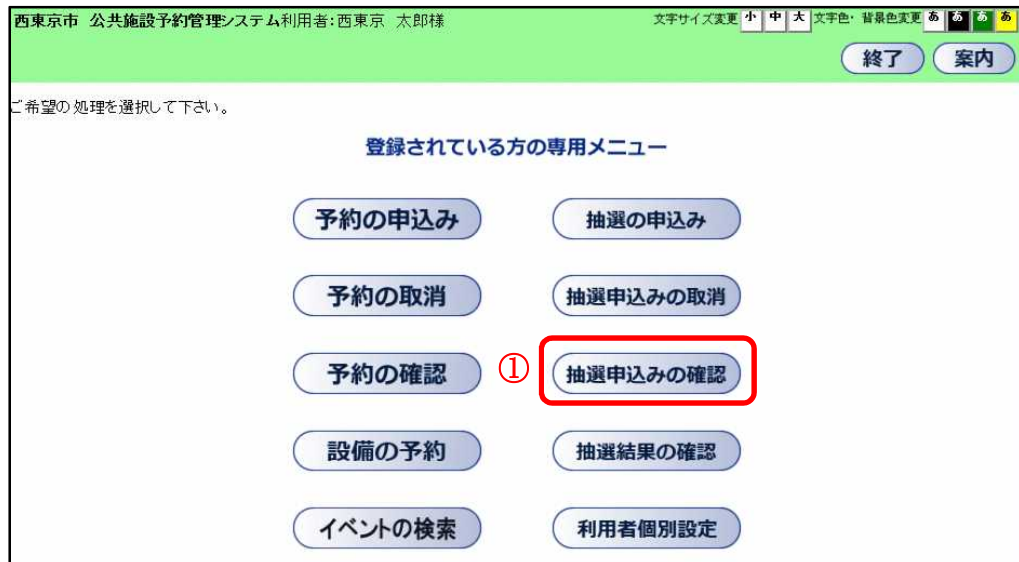 西東京市 公共施設予約管理システム利用者:西東京 太郎様 文字サイズ変更 小 中 大 文字色・背景色変更 あ あ あ あ
終了 案内
ご希望の処理を選択して下さい。
登録されている方の専用メニュー
予約の申込み 抽選の申込み
予約の取消 抽選申込みの取消
予約の確認 ① 抽選申込みの確認
設備の予約 抽選結果の確認
イベントの検索 利用者個別設定